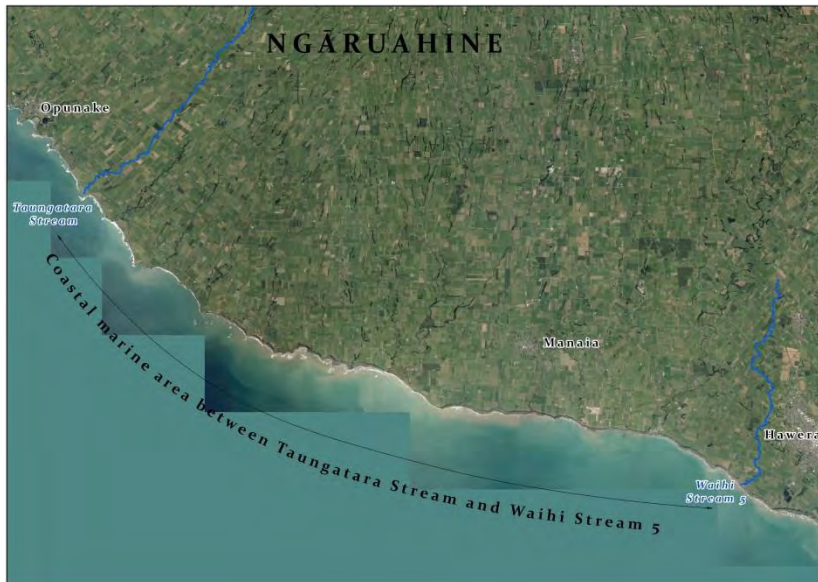 NGĀRUAHINE
Opunake
Taungatara
Stream
Coastal marine area between Taungatara Stream and Waihi Stream 5
Manaia
Hawera
Waihi
Stream 5